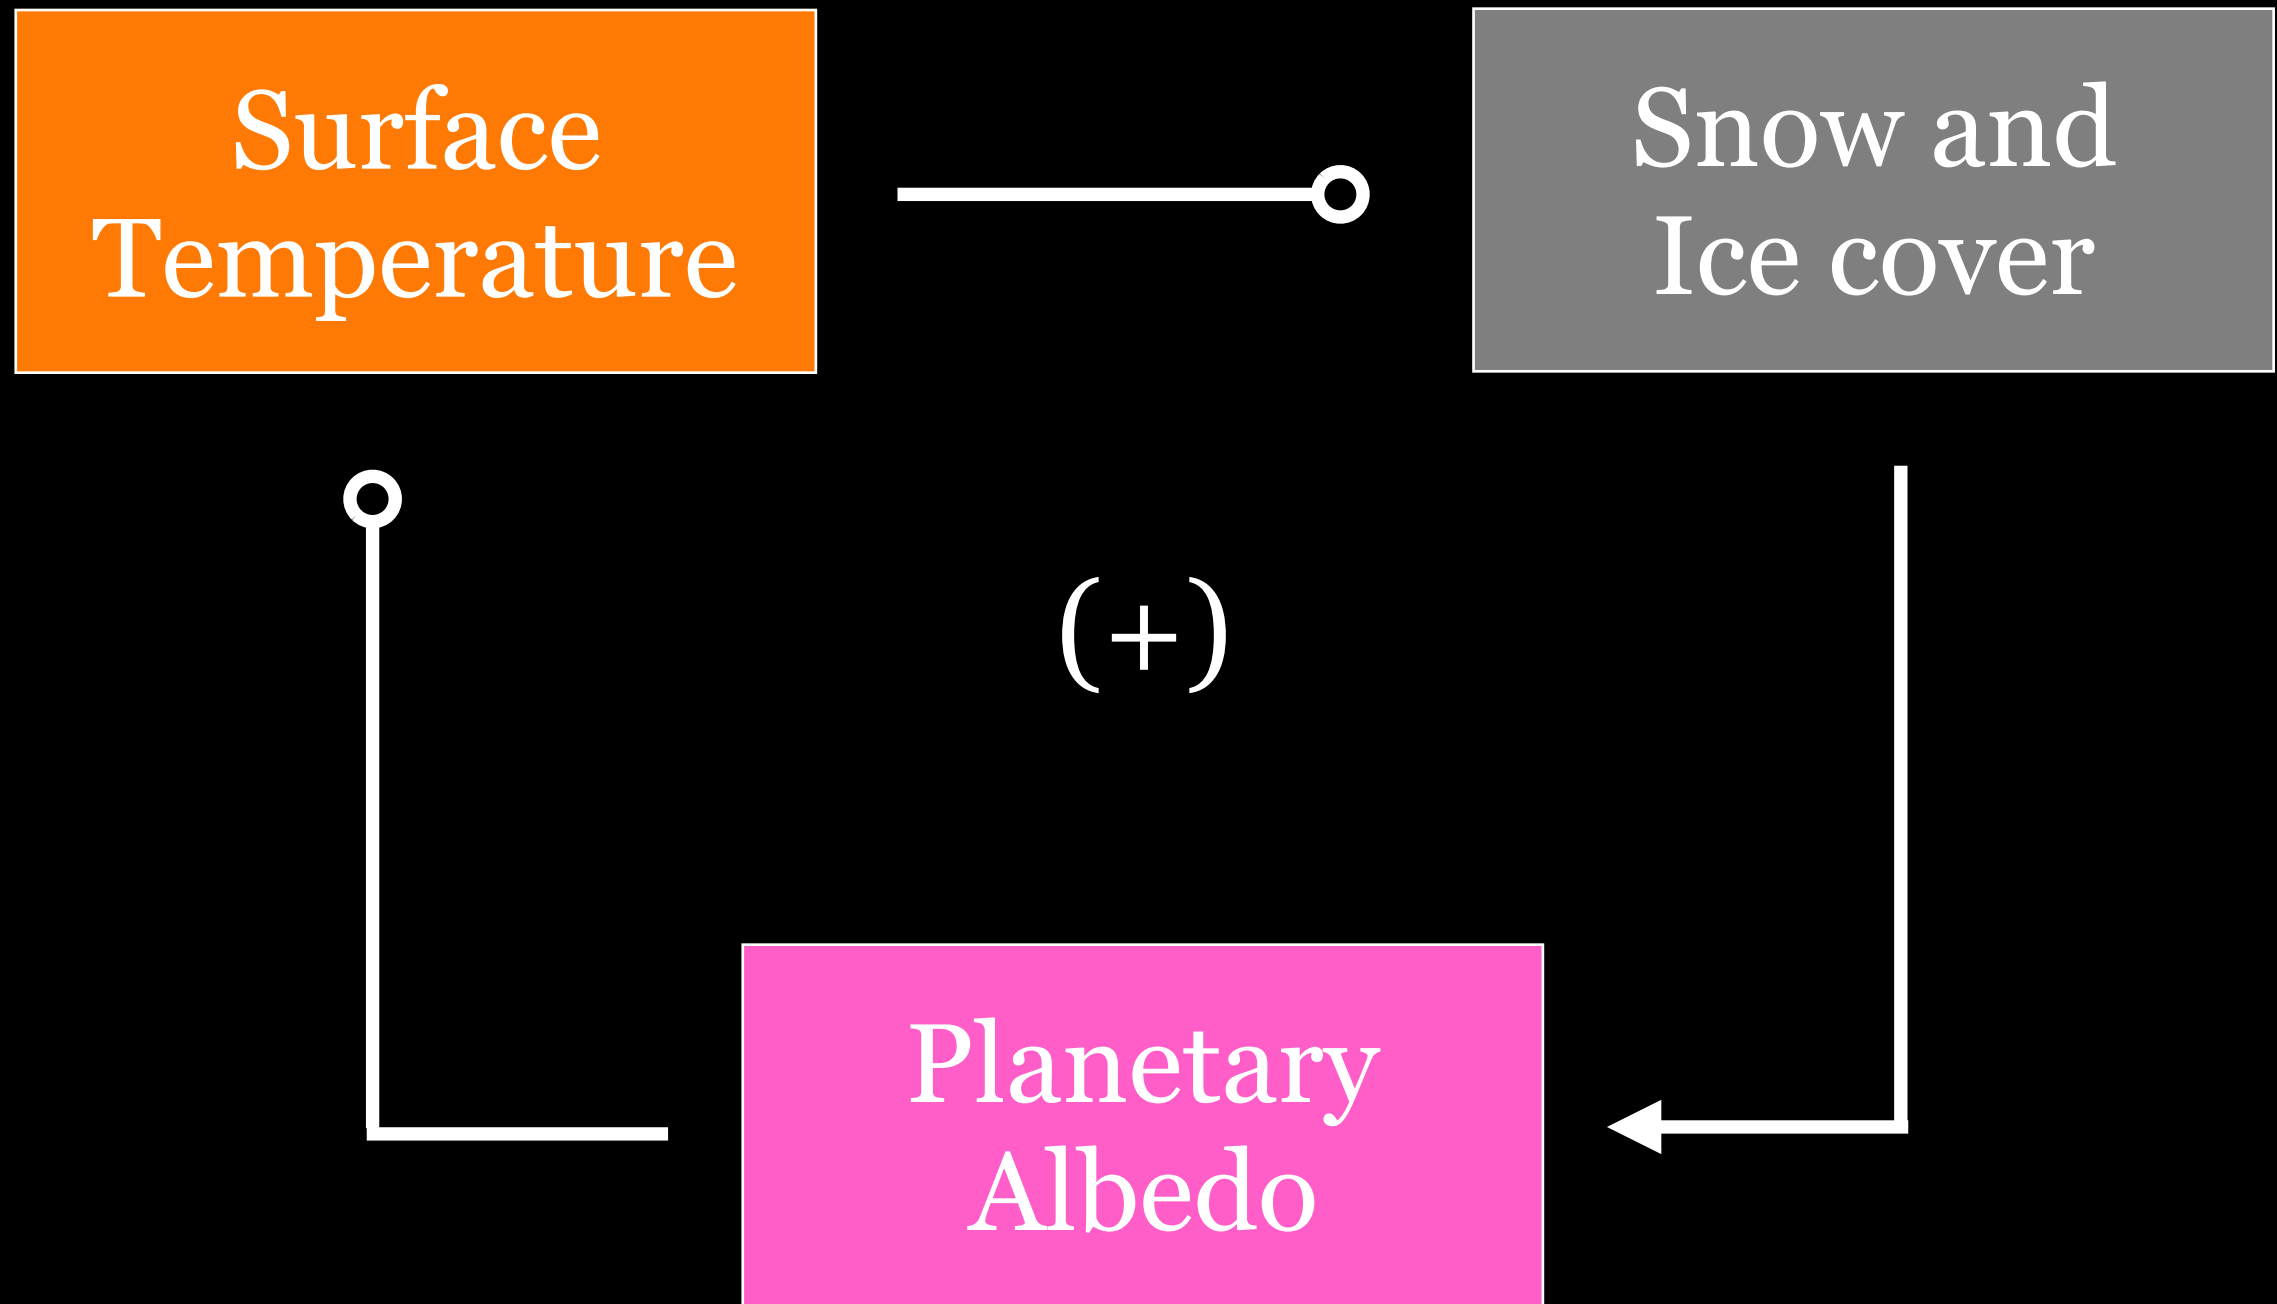 Surface
Temperature
Snow and
Ice cover
(+)
Planetary
Albedo